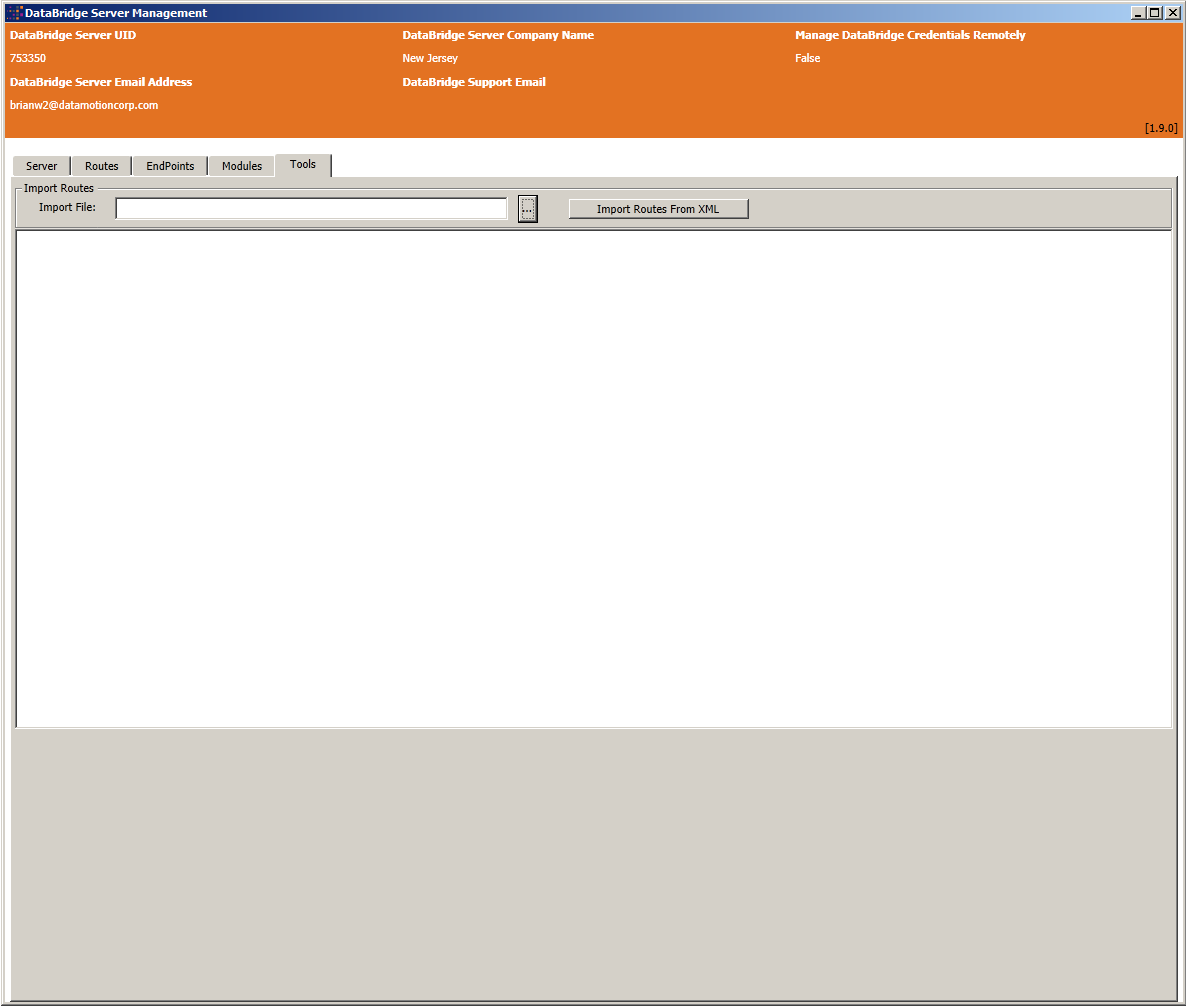 DataBridge Server Management
DataBridge Server UID DataBridge Server Company Name Manage DataBridge Credentials Remotely
753350 New Jersey False
DataBridge Server Email Address DataBridge Support Email
brianw2@datamotioncorp.com
[1.9.0]
Server Routes EndPoints Modules Tools
Import Routes
Import File: ... Import Routes From XML